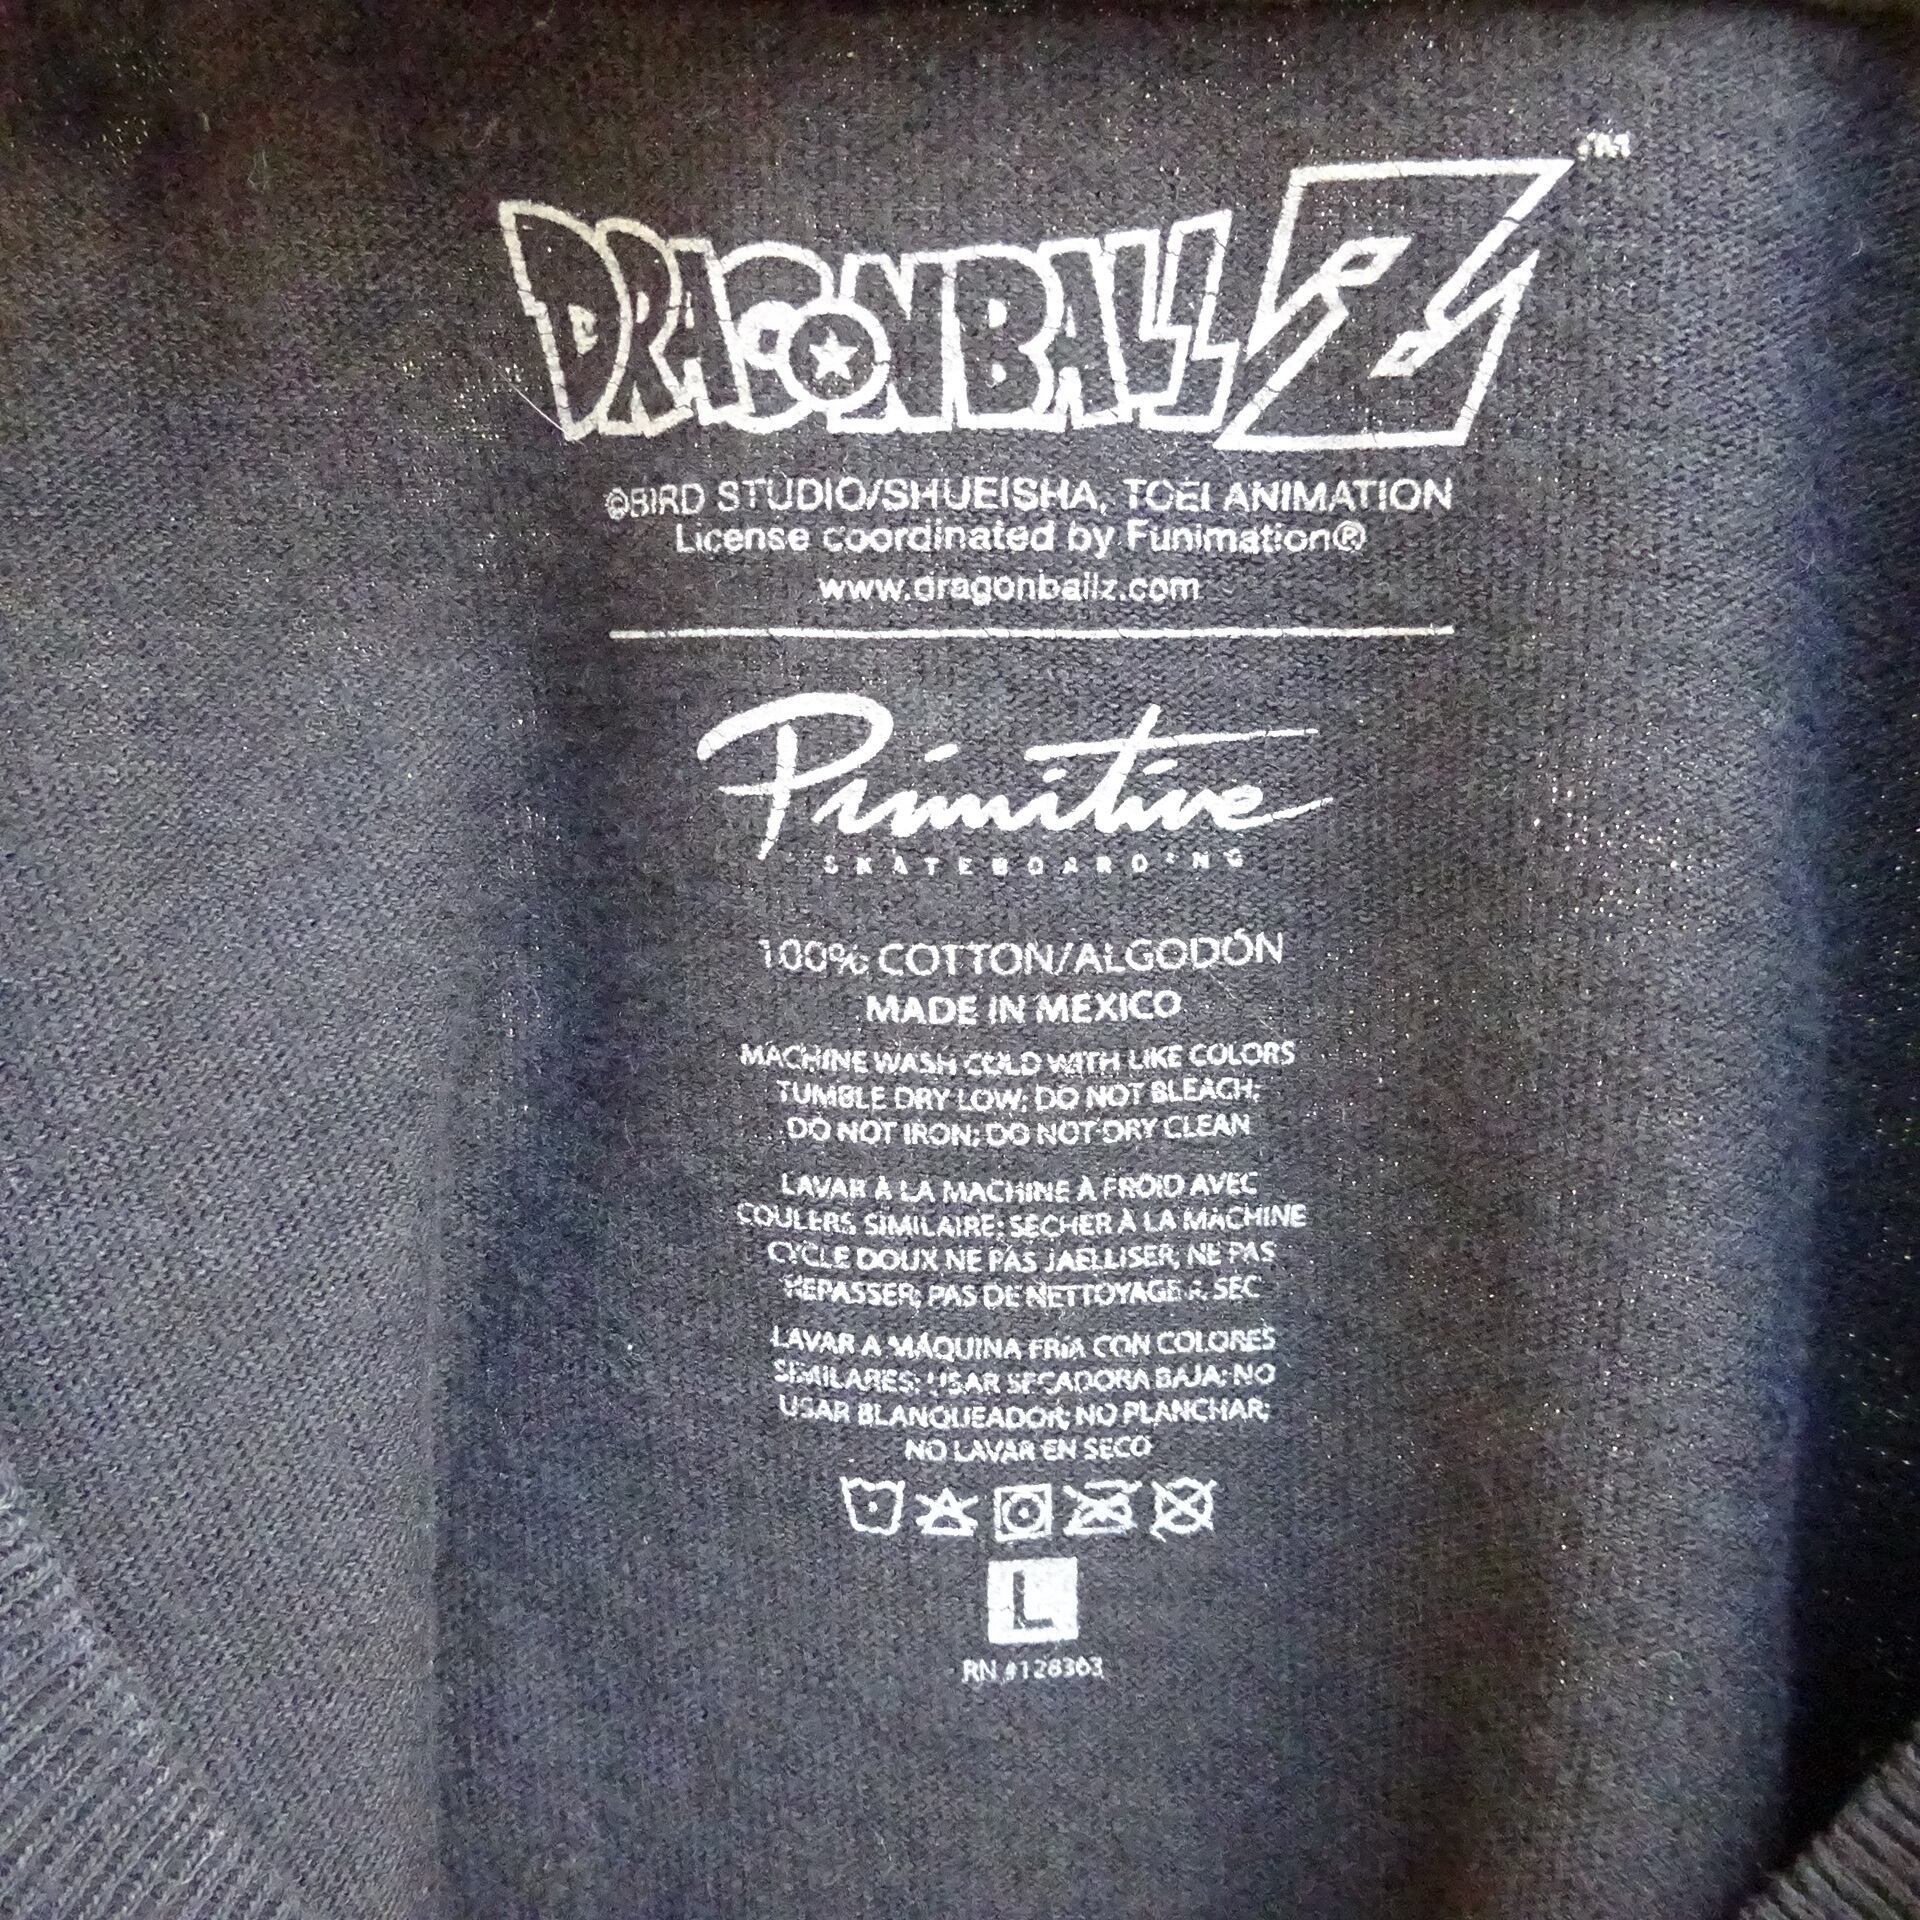 DRAGONBALL Z™
©BIRD STUDIO/SHUEISHA, TOEI ANIMATION
License coordinated by Funimation®
www.dragonballz.com
Primitive
SKATEBOARDING
100% COTTON/ALGODÓN
MADE IN MEXICO
MACHINE WASH COLD WITH LIKE COLORS
TUMBLE DRY LOW; DO NOT BLEACH;
DO NOT IRON; DO NOT DRY CLEAN
LAVAR À LA MACHINE À FROID AVEC
COULERS SIMILAIRE; SECHER À LA MACHINE
CYCLE DOUX NE PAS JAELLISER, NE PAS
REPASSER; PAS DE NETTOYAGE À SEC
LAVAR A MÁQUINA FRÍA CON COLORES
SIMILARES; USAR SECADORA BAJA; NO
USAR BLANQUEADOR; NO PLANCHAR;
NO LAVAR EN SECO
L
RN #128363